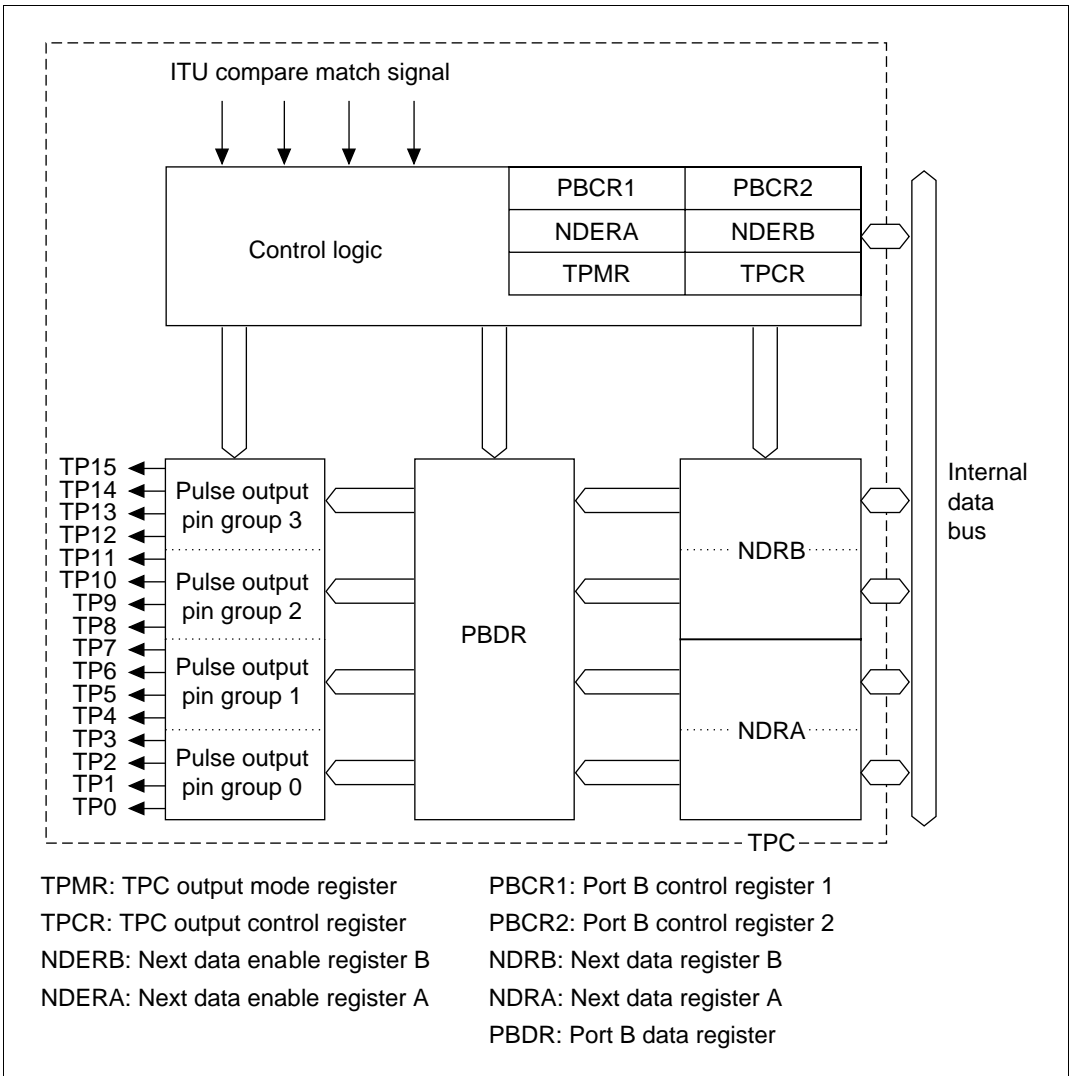 ITU compare match signal
PBCR1 PBCR2
NDERA NDERB
Control logic
TPMR TPCR
TP15
TP14
TP13
TP12
TP11
TP10
TP9
TP8
TP7
TP6
TP5
TP4
TP3
TP2
TP1
TP0
Pulse output
pin group 3
Pulse output
pin group 2
Pulse output
pin group 1
Pulse output
pin group 0
PBDR
NDRB
NDRA
Internal
data
bus
TPC
TPMR: TPC output mode register
TPCR: TPC output control register
NDERB: Next data enable register B
NDERA: Next data enable register A
PBCR1: Port B control register 1
PBCR2: Port B control register 2
NDRB: Next data register B
NDRA: Next data register A
PBDR: Port B data register